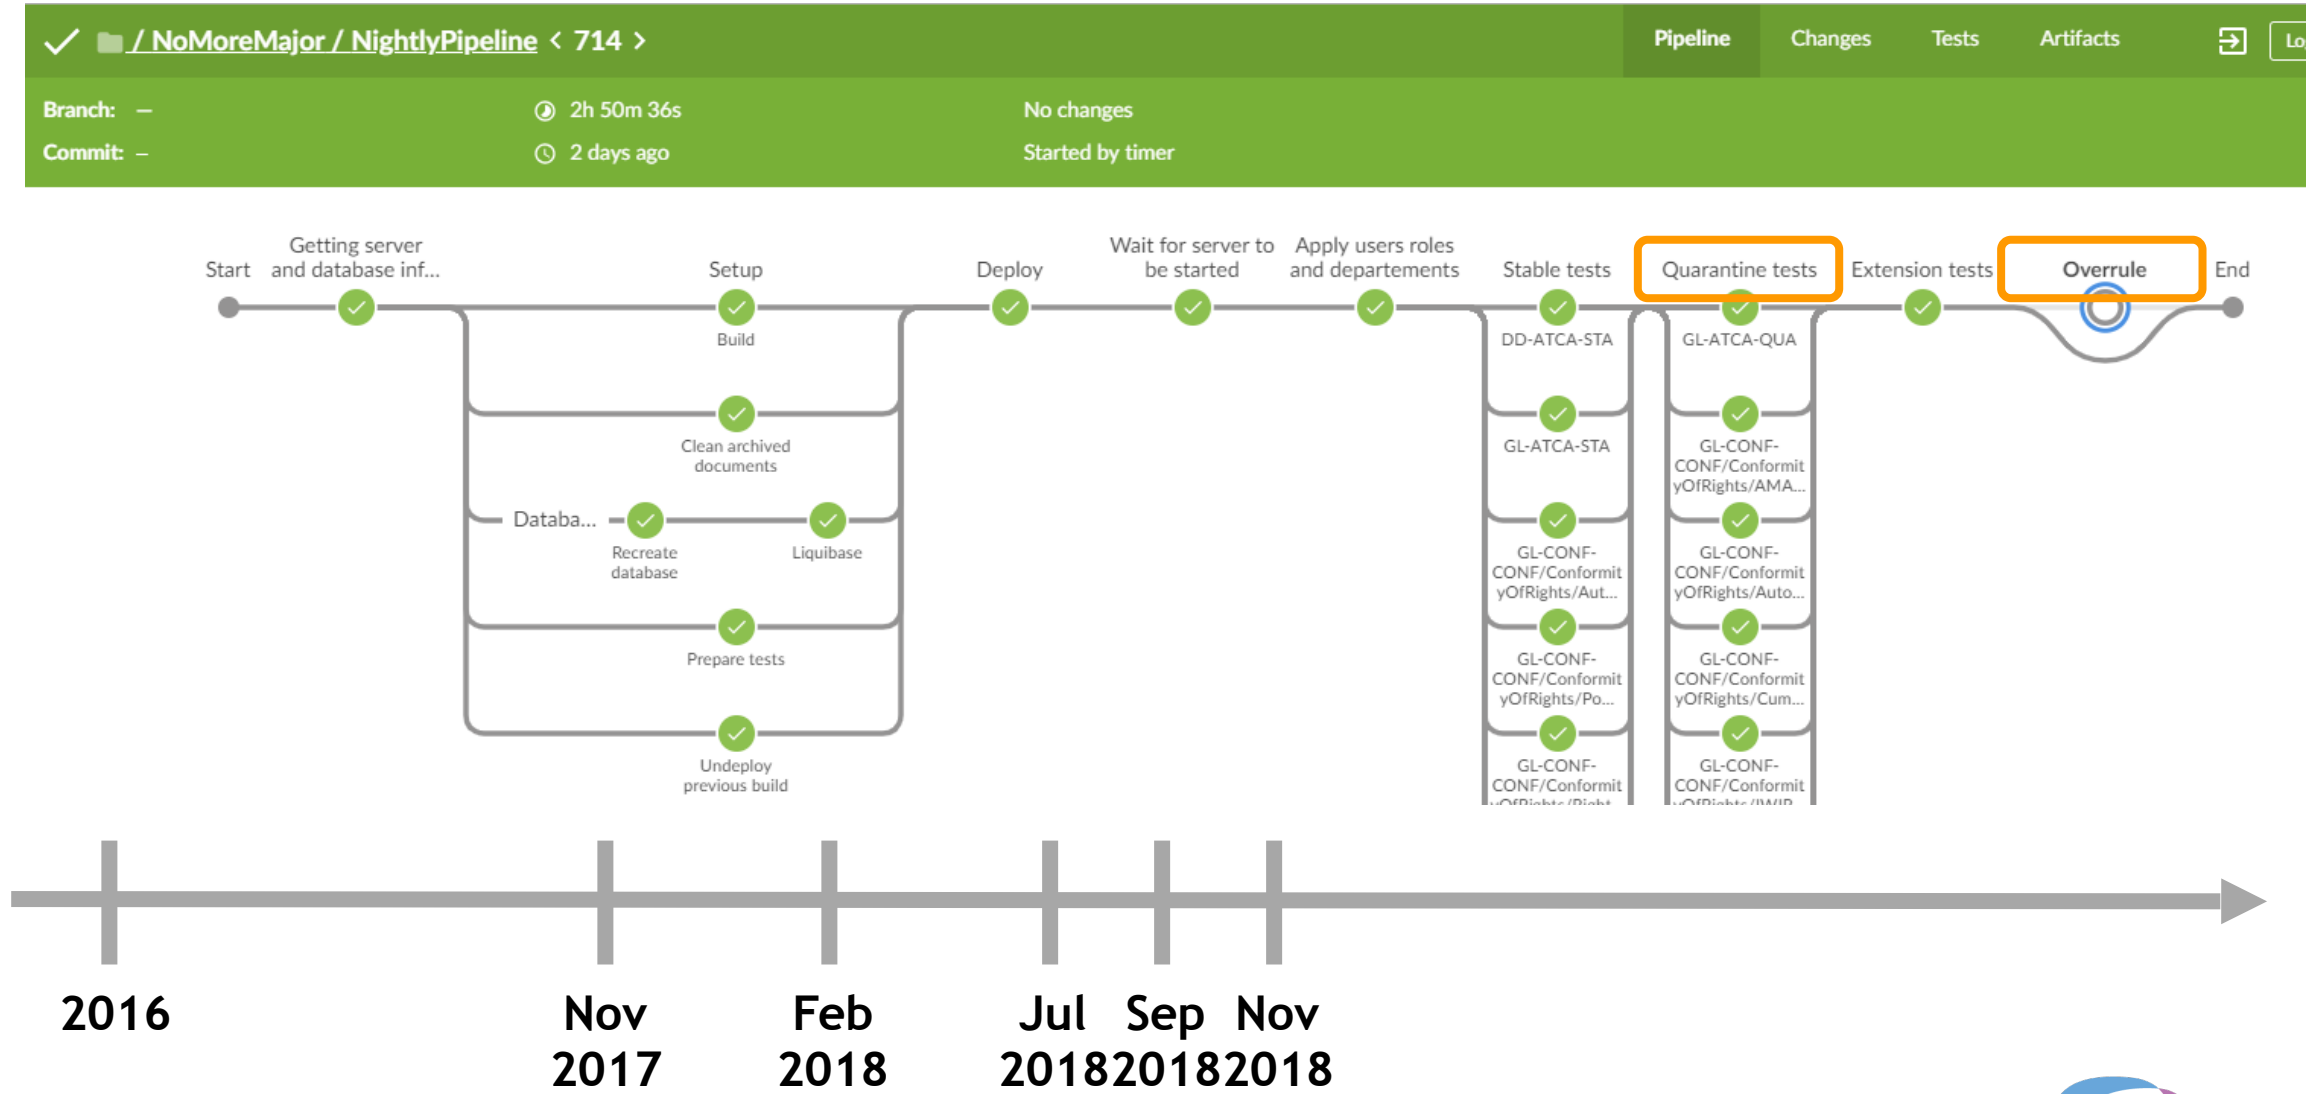 / NoMoreMajor / NightlyPipeline < 714 >
Pipeline Changes Tests Artifacts
Branch: —
2h 50m 36s
No changes
Commit: —
2 days ago
Started by timer
Start
Getting server
and database inf...
Setup
Deploy
Wait for server to
be started
Apply users roles
and departements
Stable tests
Quarantine tests
Extension tests
Overrule
End
Build
Clean archived
documents
Databa...
Recreate
database
Liquibase
Prepare tests
Undeploy
previous build
DD-ATCA-STA
GL-ATCA-STA
GL-CONF-
CONF/Conformit
yOfRights/Aut...
GL-CONF-
CONF/Conformit
yOfRights/Po...
GL-CONF-
CONF/Conformit
GL-ATCA-QUA
GL-CONF-
CONF/Conformit
yOfRights/AMA...
GL-CONF-
CONF/Conformit
yOfRights/Auto...
GL-CONF-
CONF/Conformit
yOfRights/Cum...
GL-CONF-
CONF/Conformit
2016
Nov
2017
Feb
2018
Jul
2018
Sep
2018
Nov
2018